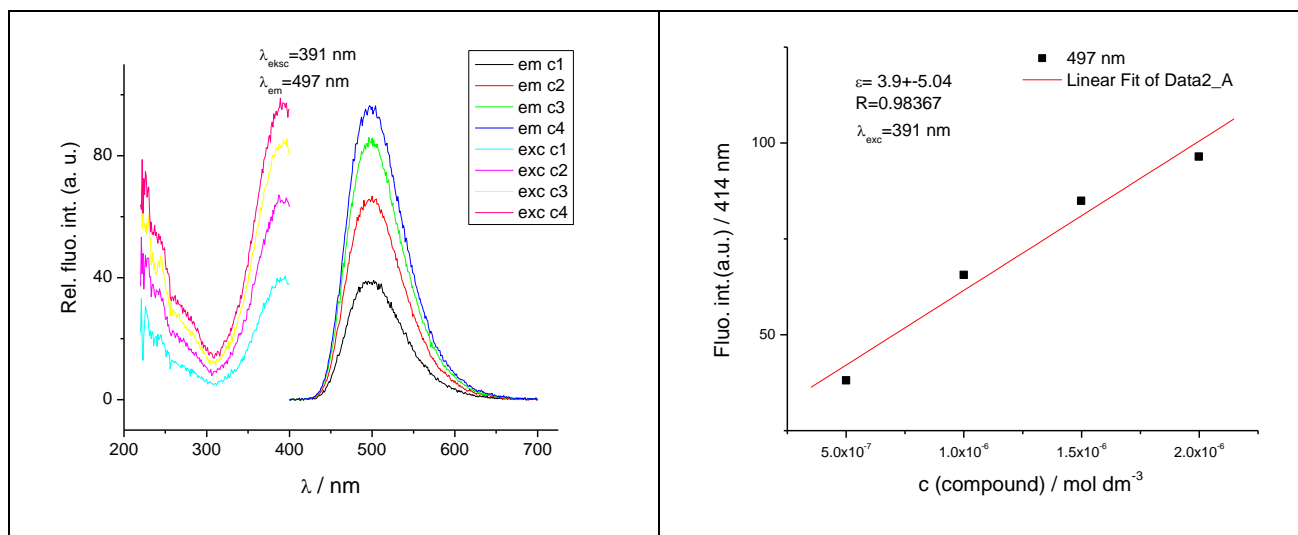 λeksc=391 nm
λem=497 nm
em c1
em c2
em c3
em c4
exc c1
exc c2
exc c3
exc c4
Rel. fluo. int. (a. u.)
80
40
0
200
300
400
500
600
700
λ / nm
497 nm
Linear Fit of Data2_A
ε= 3.9+-5.04
R=0.98367
λexc=391 nm
Fluo. int.(a.u.) / 414 nm
100
50
5.0x10⁻⁷
1.0x10⁻⁶
1.5x10⁻⁶
2.0x10⁻⁶
c (compound) / mol dm⁻³